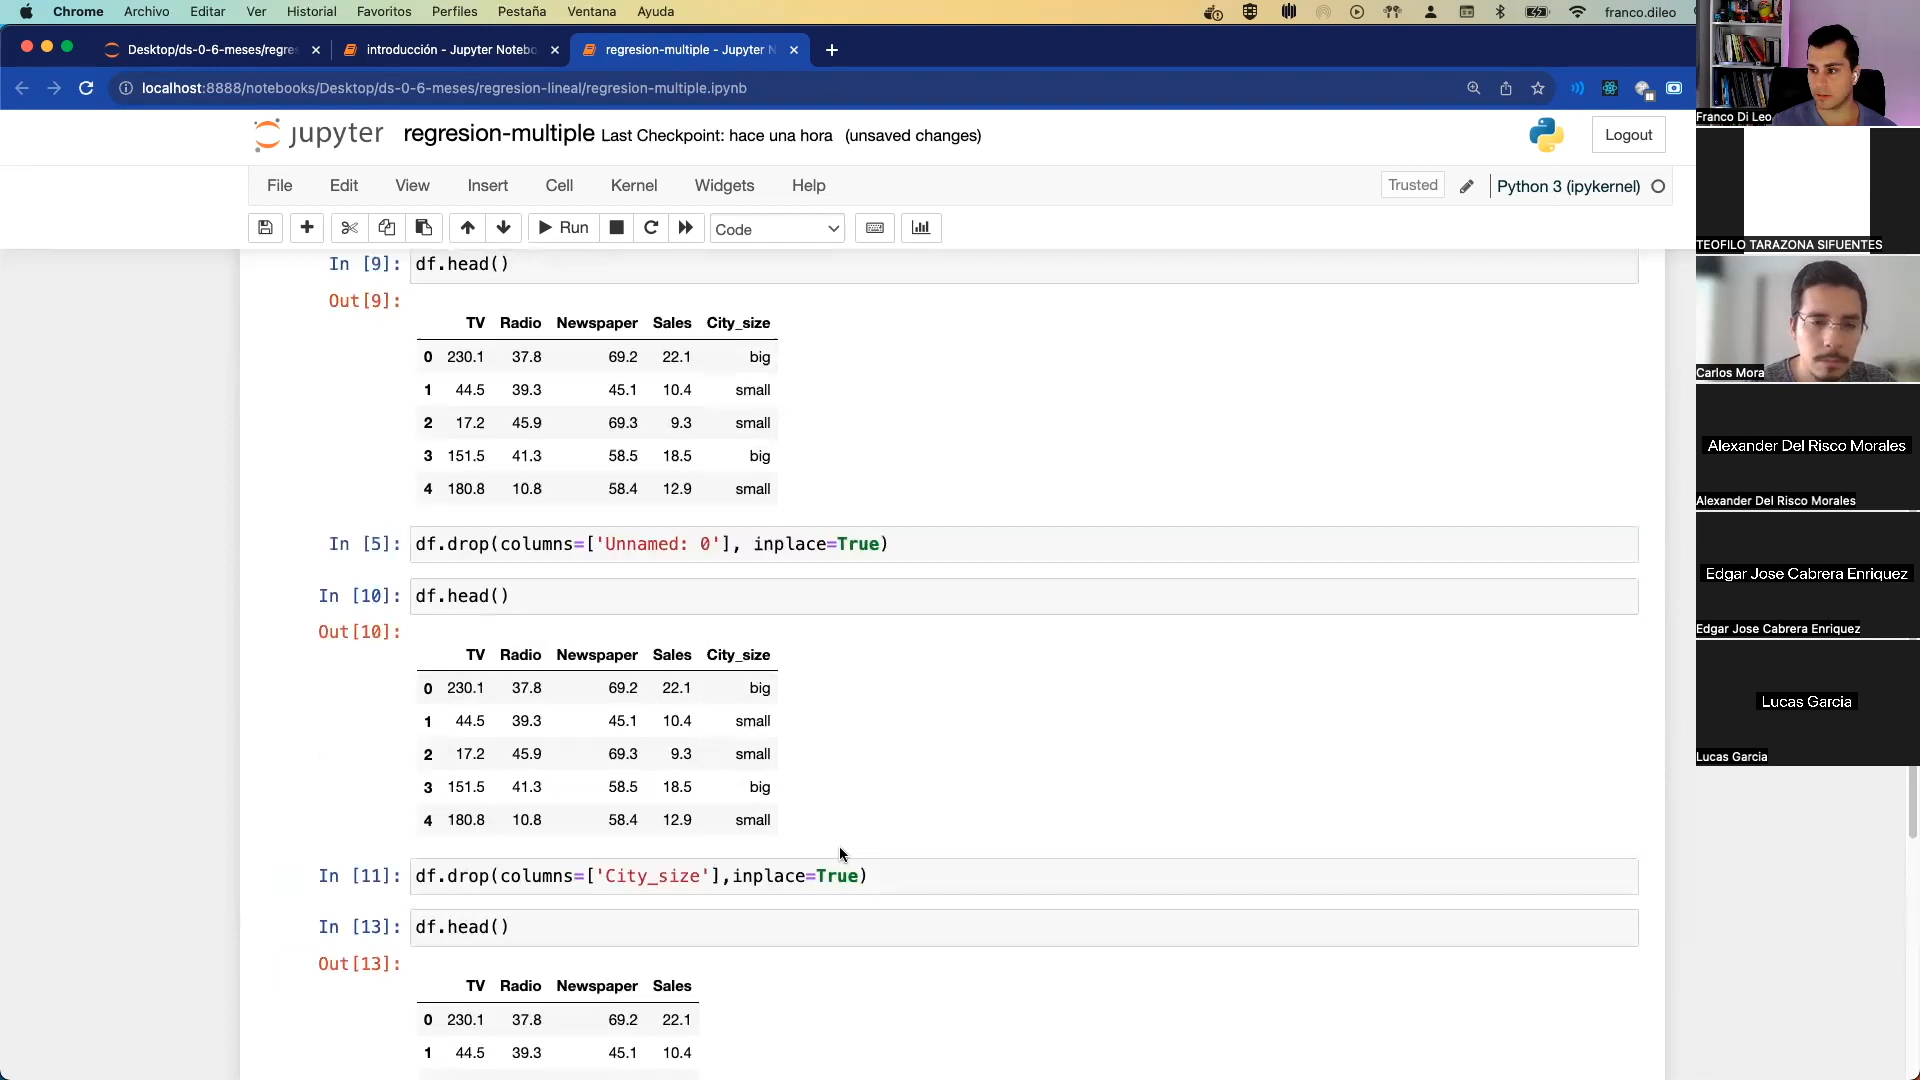 Chrome Archivo Editar Ver Historial Favoritos Perfiles Pestaña Ventana Ayuda franco.dileo
Desktop/ds-0-6-meses/regres introducción - Jupyter Notebo regresion-multiple - Jupyter N
localhost:8888/notebooks/Desktop/ds-0-6-meses/regresion-lineal/regresion-multiple.ipynb
jupyter regresion-multiple Last Checkpoint: hace una hora (unsaved changes) Logout
File Edit View Insert Cell Kernel Widgets Help Trusted Python 3 (ipykernel)
Run Code
In [9]: df.head()
Out[9]:
TV Radio Newspaper Sales City_size
0 230.1 37.8 69.2 22.1 big
1 44.5 39.3 45.1 10.4 small
2 17.2 45.9 69.3 9.3 small
3 151.5 41.3 58.5 18.5 big
4 180.8 10.8 58.4 12.9 small
In [5]: df.drop(columns=['Unnamed: 0'], inplace=True)
In [10]: df.head()
Out[10]:
TV Radio Newspaper Sales City_size
0 230.1 37.8 69.2 22.1 big
1 44.5 39.3 45.1 10.4 small
2 17.2 45.9 69.3 9.3 small
3 151.5 41.3 58.5 18.5 big
4 180.8 10.8 58.4 12.9 small
In [11]: df.drop(columns=['City_size'],inplace=True)
In [13]: df.head()
Out[13]:
TV Radio Newspaper Sales
0 230.1 37.8 69.2 22.1
1 44.5 39.3 45.1 10.4
Franco Di Leo
TEOFILO TARAZONA SIFUENTES
Carlos Mora
Alexander Del Risco Morales
Alexander Del Risco Morales
Edgar Jose Cabrera Enriquez
Edgar Jose Cabrera Enriquez
Lucas Garcia
Lucas Garcia